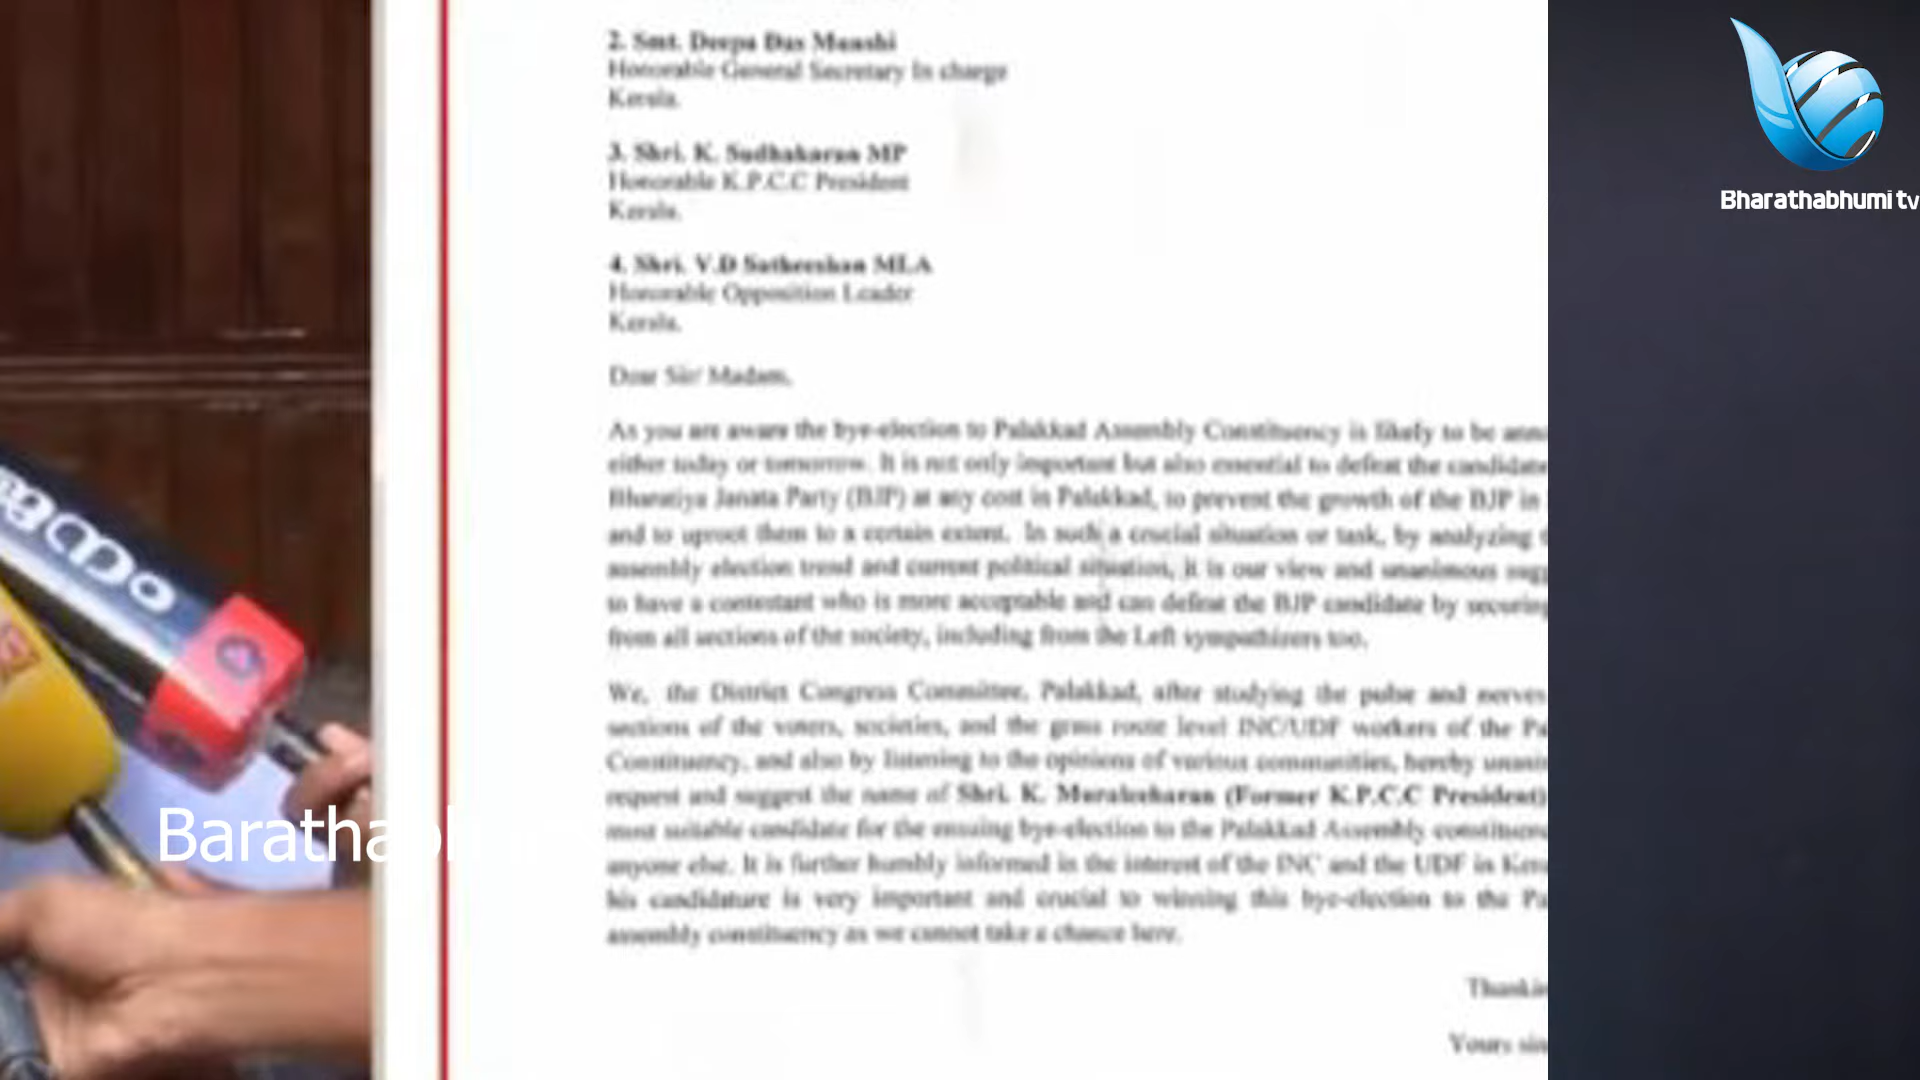 Bharathabhumi tv
2. Smt. Deepa Das Munshi
Honorable General Secretary In charge
Kerala.
3. Shri. K. Sudhakaran MP
Honorable K.P.C.C President
Kerala.
4. Shri. V.D Satheeshan MLA
Honorable Opposition Leader
Kerala.
Dear Sir/ Madam,
As you are aware the bye-election to Palakkad Assembly Constituency is likely to be
either today or tomorrow. It is not only important but also essential to defeat the candidate
Bharatiya Janata Party (BJP) at any cost in Palakkad, to prevent the growth of the BJP in
and to uproot them to a certain extent. In such a crucial situation or task, by analyzing
assembly election trend and current political situation, it is our view and unanimous
to have a contestant who is more acceptable and can defeat the BJP candidate by securing
from all sections of the society, including from the Left sympathizers too.
We, the District Congress Committee, Palakkad, after studying the pulse and nerves
sections of the voters, societies, and the grass route level INC/UDF workers of the
Constituency, and also by listening to the opinions of various communities, hereby
request and suggest the name of Shri. K. Muraleedharan (Former K.P.C.C President)
most suitable candidate for the ensuing bye-election to the Palakkad Assembly
anyone else. It is further humbly informed in the interest of the INC and the UDF in
his candidature is very important and crucial to winning this bye-election to the
assembly constituency as we cannot take a chance here.
Yours
Barathabh